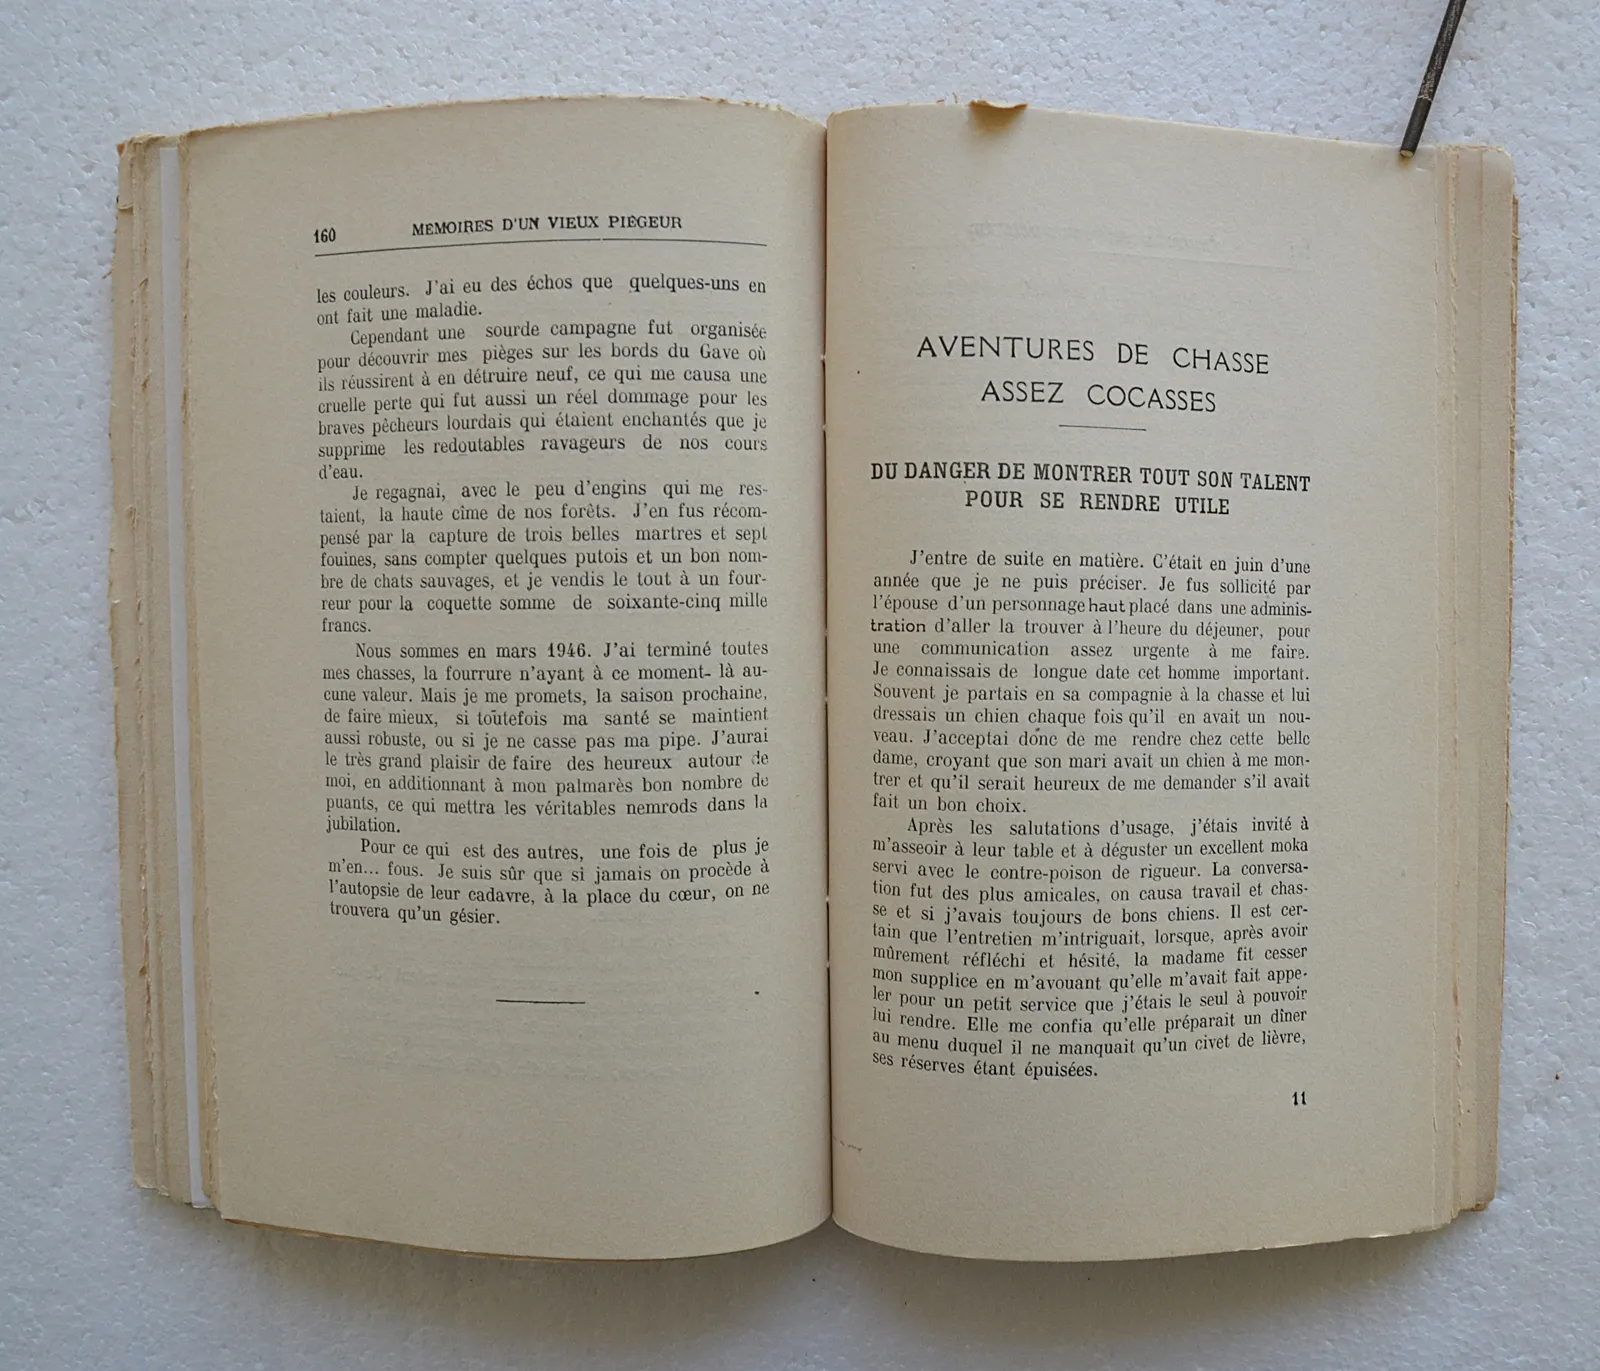 160
MEMOIRES D'UN VIEUX PIÉGEUR
les couleurs. J'ai eu des échos que quelques-uns en
ont fait une maladie.
Cependant une sourde campagne fut organisée
pour découvrir mes pièges sur les bords du Gave où
ils réussirent à en détruire neuf, ce qui me causa une
cruelle perte qui fut aussi un réel dommage pour les
braves pêcheurs lourdais qui étaient enchantés que je
supprime les redoutables ravageurs de nos cours
d'eau.
Je regagnai, avec le peu d'engins qui me res-
taient, la haute cîme de nos forêts. J'en fus récom-
pensé par la capture de trois belles martres et sept
fouines, sans compter quelques putois et un bon nom-
bre de chats sauvages, et je vendis le tout à un four-
reur pour la coquette somme de soixante-cinq mille
francs.
Nous sommes en mars 1946. J'ai terminé toutes
mes chasses, la fourrure n'ayant à ce moment- là au-
cune valeur. Mais je me promets, la saison prochaine,
de faire mieux, si toutefois ma santé se maintient
aussi robuste, ou si je ne casse pas ma pipe. J'aurai
le très grand plaisir de faire des heureux autour de
moi, en additionnant à mon palmarès bon nombre de
puants, ce qui mettra les véritables nemrods dans la
jubilation.
Pour ce qui est des autres, une fois de plus je
m'en... fous. Je suis sûr que si jamais on procède à
l'autopsie de leur cadavre, à la place du cœur, on ne
trouvera qu'un gésier.
AVENTURES DE CHASSE
ASSEZ COCASSES
DU DANGER DE MONTRER TOUT SON TALENT
POUR SE RENDRE UTILE
J'entre de suite en matière. C'était en juin d'une
année que je ne puis préciser. Je fus sollicité par
l'épouse d'un personnage haut placé dans une adminis-
tration d'aller la trouver à l'heure du déjeuner, pour
une communication assez urgente à me faire.
Je connaissais de longue date cet homme important.
Souvent je partais en sa compagnie à la chasse et lui
dressais un chien chaque fois qu'il en avait un nou-
veau. J'acceptai donc de me rendre chez cette belle
dame, croyant que son mari avait un chien à me mon-
trer et qu'il serait heureux de me demander s'il avait
fait un bon choix.
Après les salutations d'usage, j'étais invité à
m'asseoir à leur table et à déguster un excellent moka
servi avec le contre-poison de rigueur. La conversa-
tion fut des plus amicales, on causa travail et chas-
se et si j'avais toujours de bons chiens. Il est cer-
tain que l'entretien m'intriguait, lorsque, après avoir
mûrement réfléchi et hésité, la madame fit cesser
mon supplice en m'avouant qu'elle m'avait fait appe-
ler pour un petit service que j'étais le seul à pouvoir
lui rendre. Elle me confia qu'elle préparait un dîner
au menu duquel il ne manquait qu'un civet de lièvre,
ses réserves étant épuisées.
11